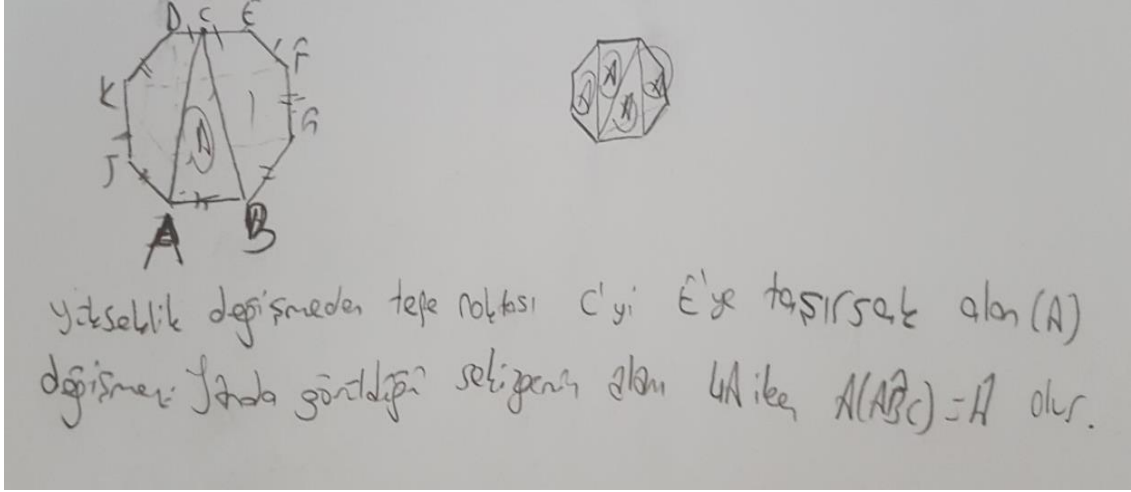 D C E
K F
G
J
A
A B
A A A A
yükseklik değişmeden tepe noktası C'yi E'ye taşırsak alan (A)
değişmez. Yanda görüldüğü sekizgenin alanı 4A iken A(ABC) = A olur.